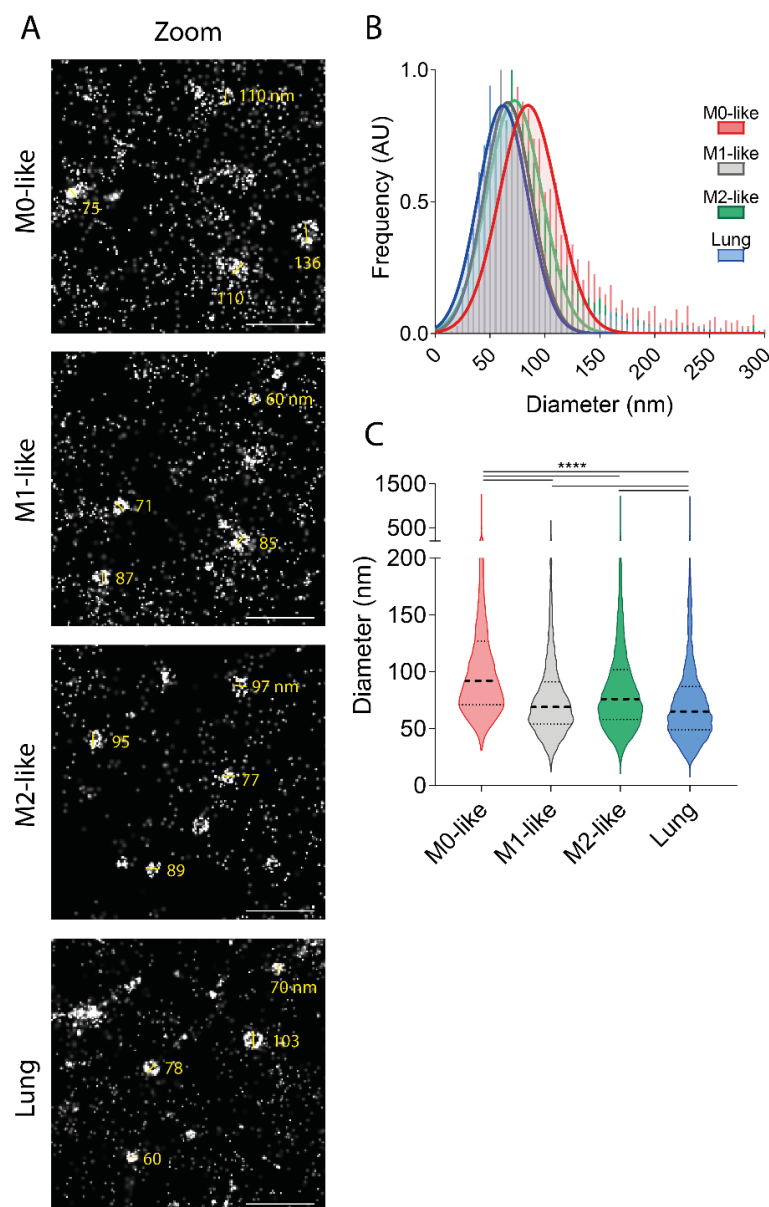 A
Zoom
M0-like
110 nm
75
136
110
M1-like
60 nm
71
85
87
M2-like
97 nm
95
77
89
Lung
70 nm
103
78
60
B
Frequency (AU)
1.0
0.5
0.0
0
50
100
150
200
250
300
Diameter (nm)
M0-like
M1-like
M2-like
Lung
C
****
Diameter (nm)
1500
500
200
150
100
50
0
M0-like
M1-like
M2-like
Lung